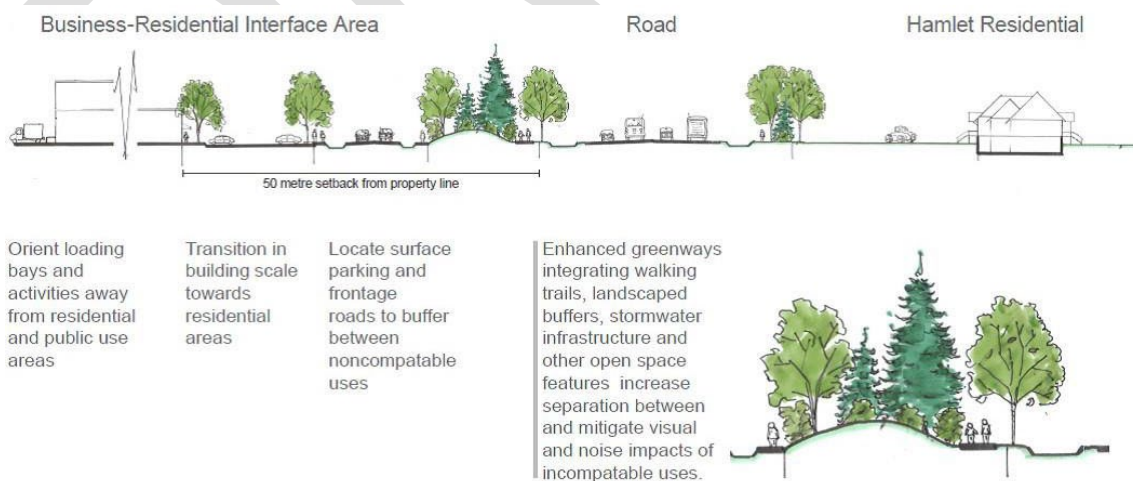 Business-Residential Interface Area
Road
Hamlet Residential
50 metre setback from property line
Orient loading
bays and
activities away
from residential
and public use
areas
Transition in
building scale
towards
residential
areas
Locate surface
parking and
frontage
roads to buffer
between
noncompatable
uses
Enhanced greenways
integrating walking
trails, landscaped
buffers, stormwater
infrastructure and
other open space
features increase
separation between
and mitigate visual
and noise impacts of
incompatable uses.